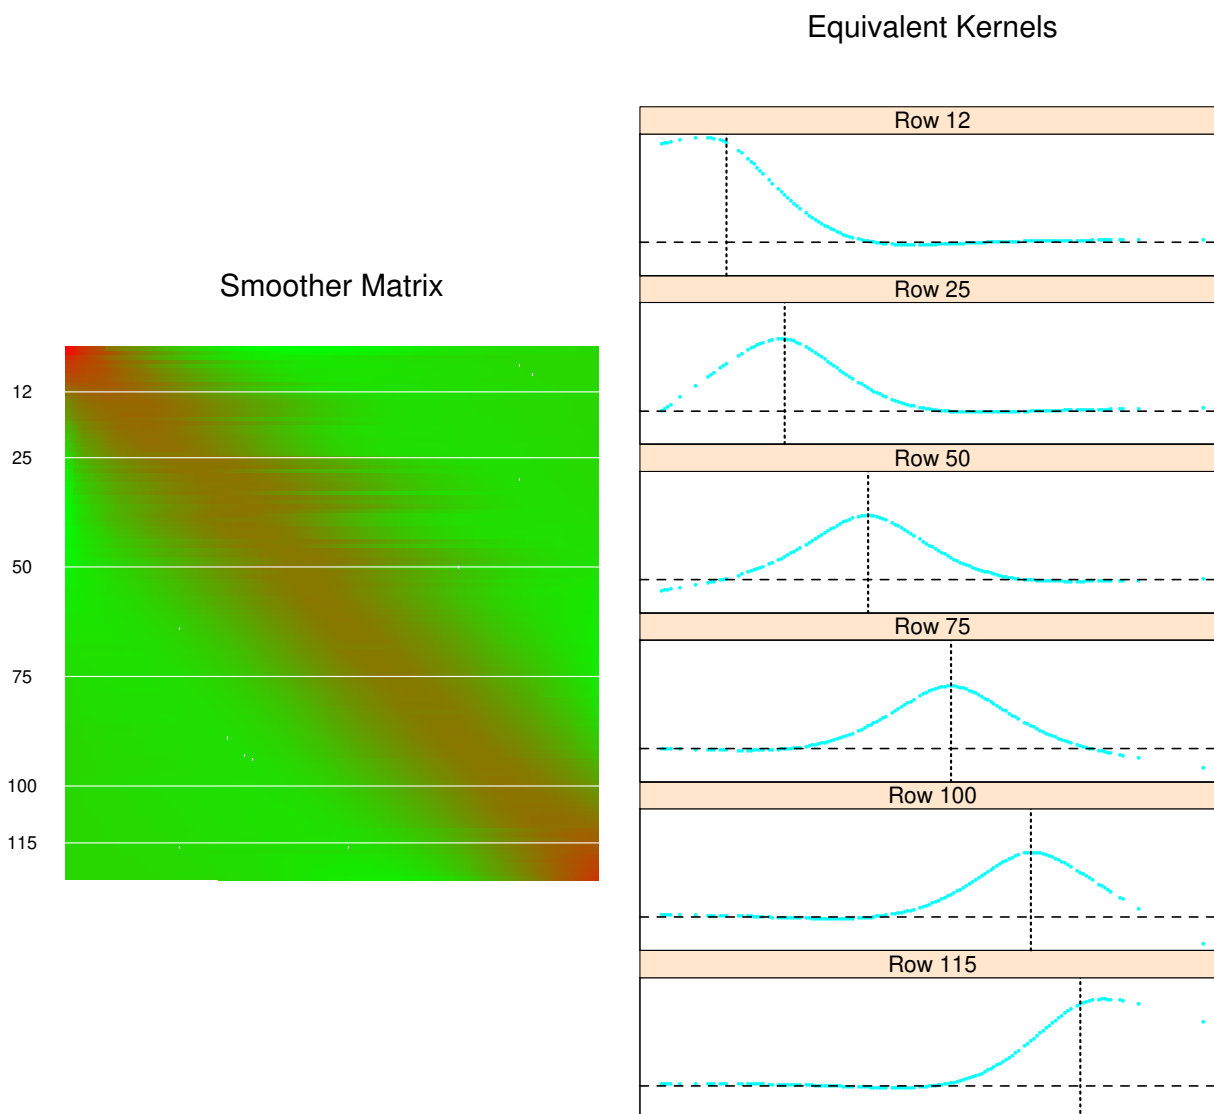 Equivalent Kernels
Smoother Matrix
12
25
50
75
100
115
Row 12
Row 25
Row 50
Row 75
Row 100
Row 115